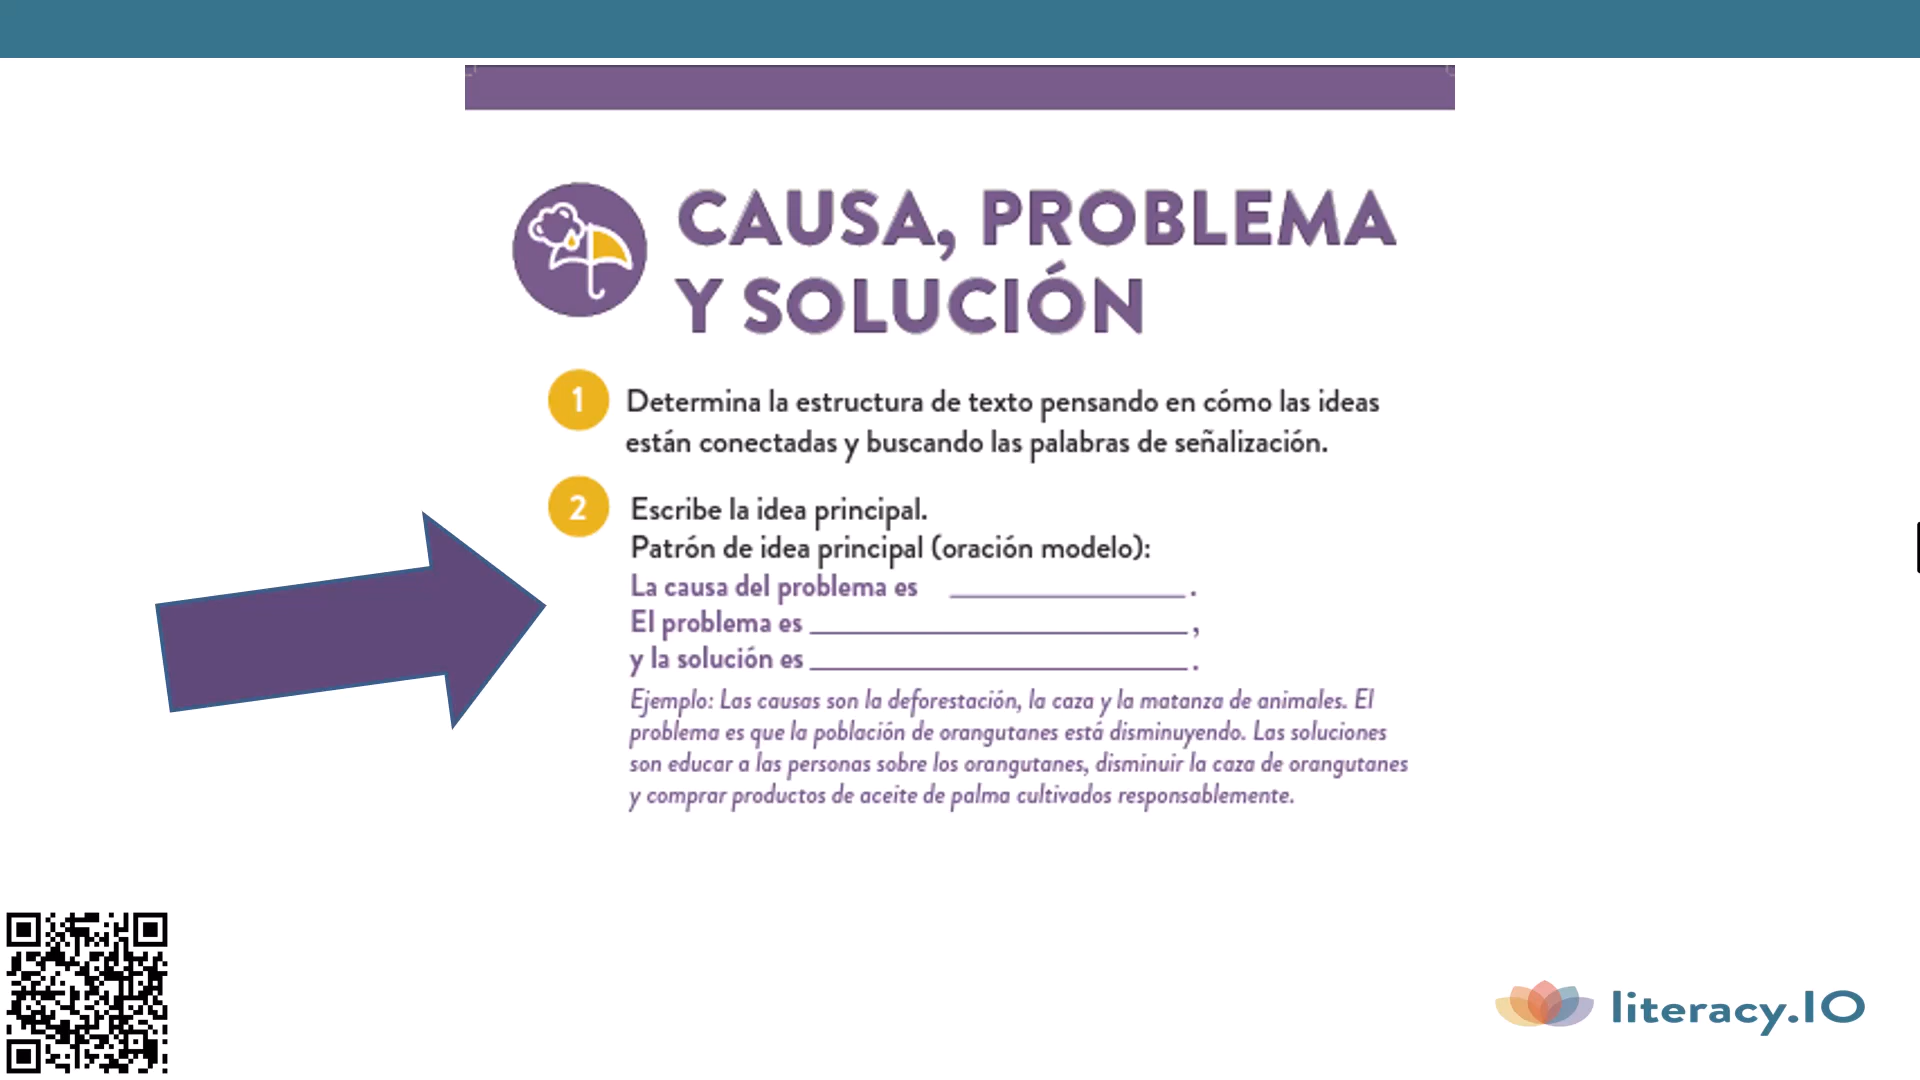 CAUSA, PROBLEMA
Y SOLUCIÓN
1 Determina la estructura de texto pensando en cómo las ideas
están conectadas y buscando las palabras de señalización.
2 Escribe la idea principal.
Patrón de idea principal (oración modelo):
La causa del problema es ____________.
El problema es ____________________,
y la solución es ____________________.
Ejemplo: Las causas son la deforestación, la caza y la matanza de animales. El
problema es que la población de orangutanes está disminuyendo. Las soluciones
son educar a las personas sobre los orangutanes, disminuir la caza de orangutanes
y comprar productos de aceite de palma cultivados responsablemente.
literacy.IO